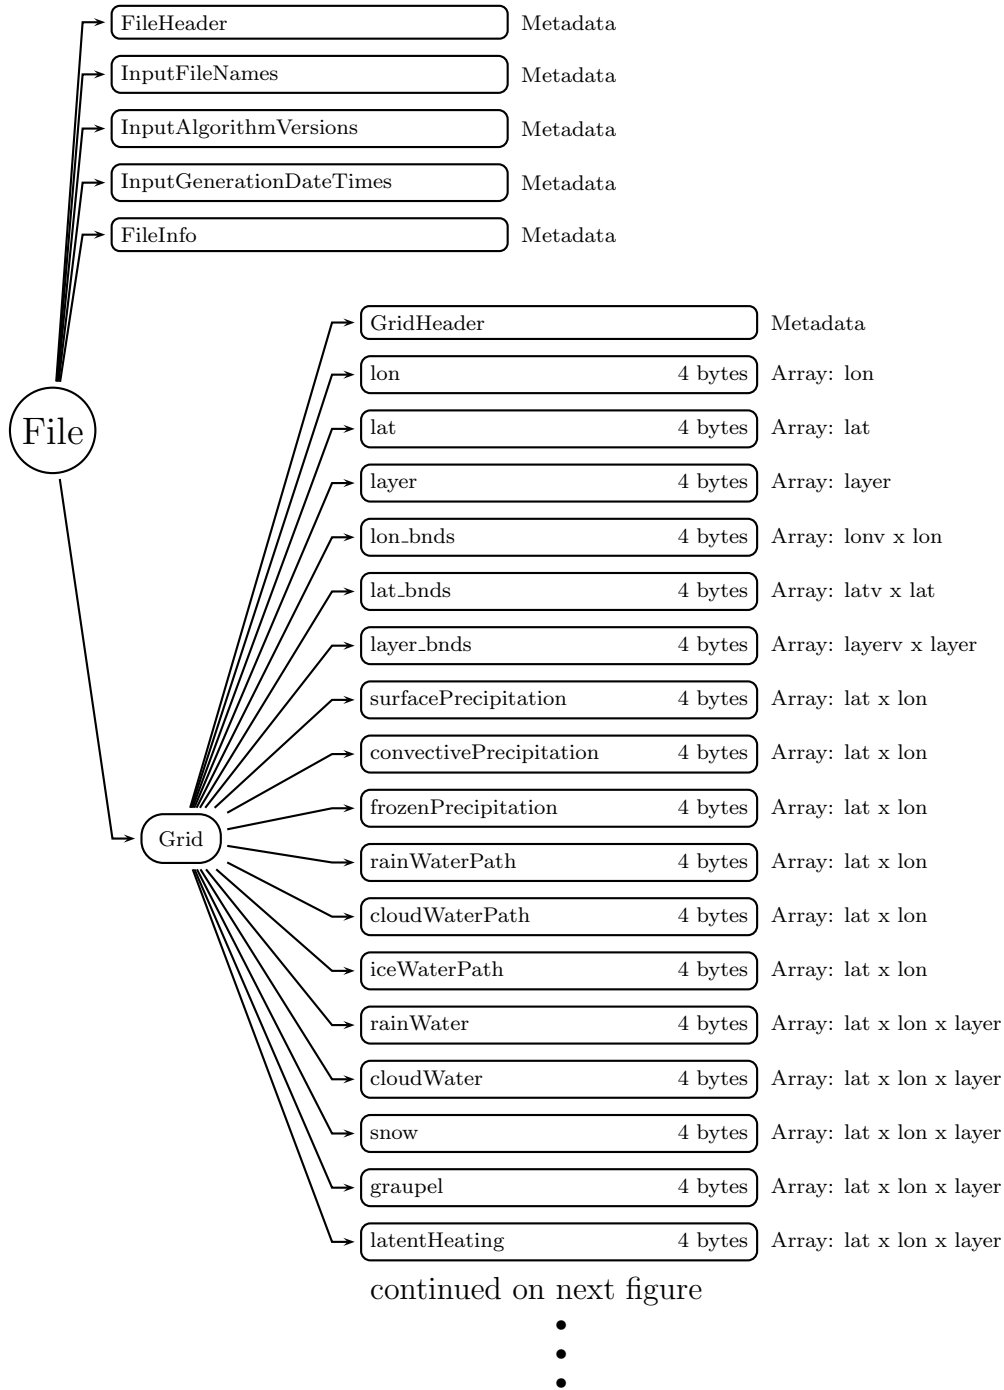 FileHeader Metadata
InputFileNames Metadata
InputAlgorithmVersions Metadata
InputGenerationDateTimes Metadata
FileInfo Metadata
GridHeader Metadata
lon 4 bytes Array: lon
File
lat 4 bytes Array: lat
layer 4 bytes Array: layer
lon_bnds 4 bytes Array: lonv x lon
lat_bnds 4 bytes Array: latv x lat
layer_bnds 4 bytes Array: layerv x layer
surfacePrecipitation 4 bytes Array: lat x lon
convectivePrecipitation 4 bytes Array: lat x lon
frozenPrecipitation 4 bytes Array: lat x lon
Grid
rainWaterPath 4 bytes Array: lat x lon
cloudWaterPath 4 bytes Array: lat x lon
iceWaterPath 4 bytes Array: lat x lon
rainWater 4 bytes Array: lat x lon x layer
cloudWater 4 bytes Array: lat x lon x layer
snow 4 bytes Array: lat x lon x layer
graupel 4 bytes Array: lat x lon x layer
latentHeating 4 bytes Array: lat x lon x layer
continued on next figure